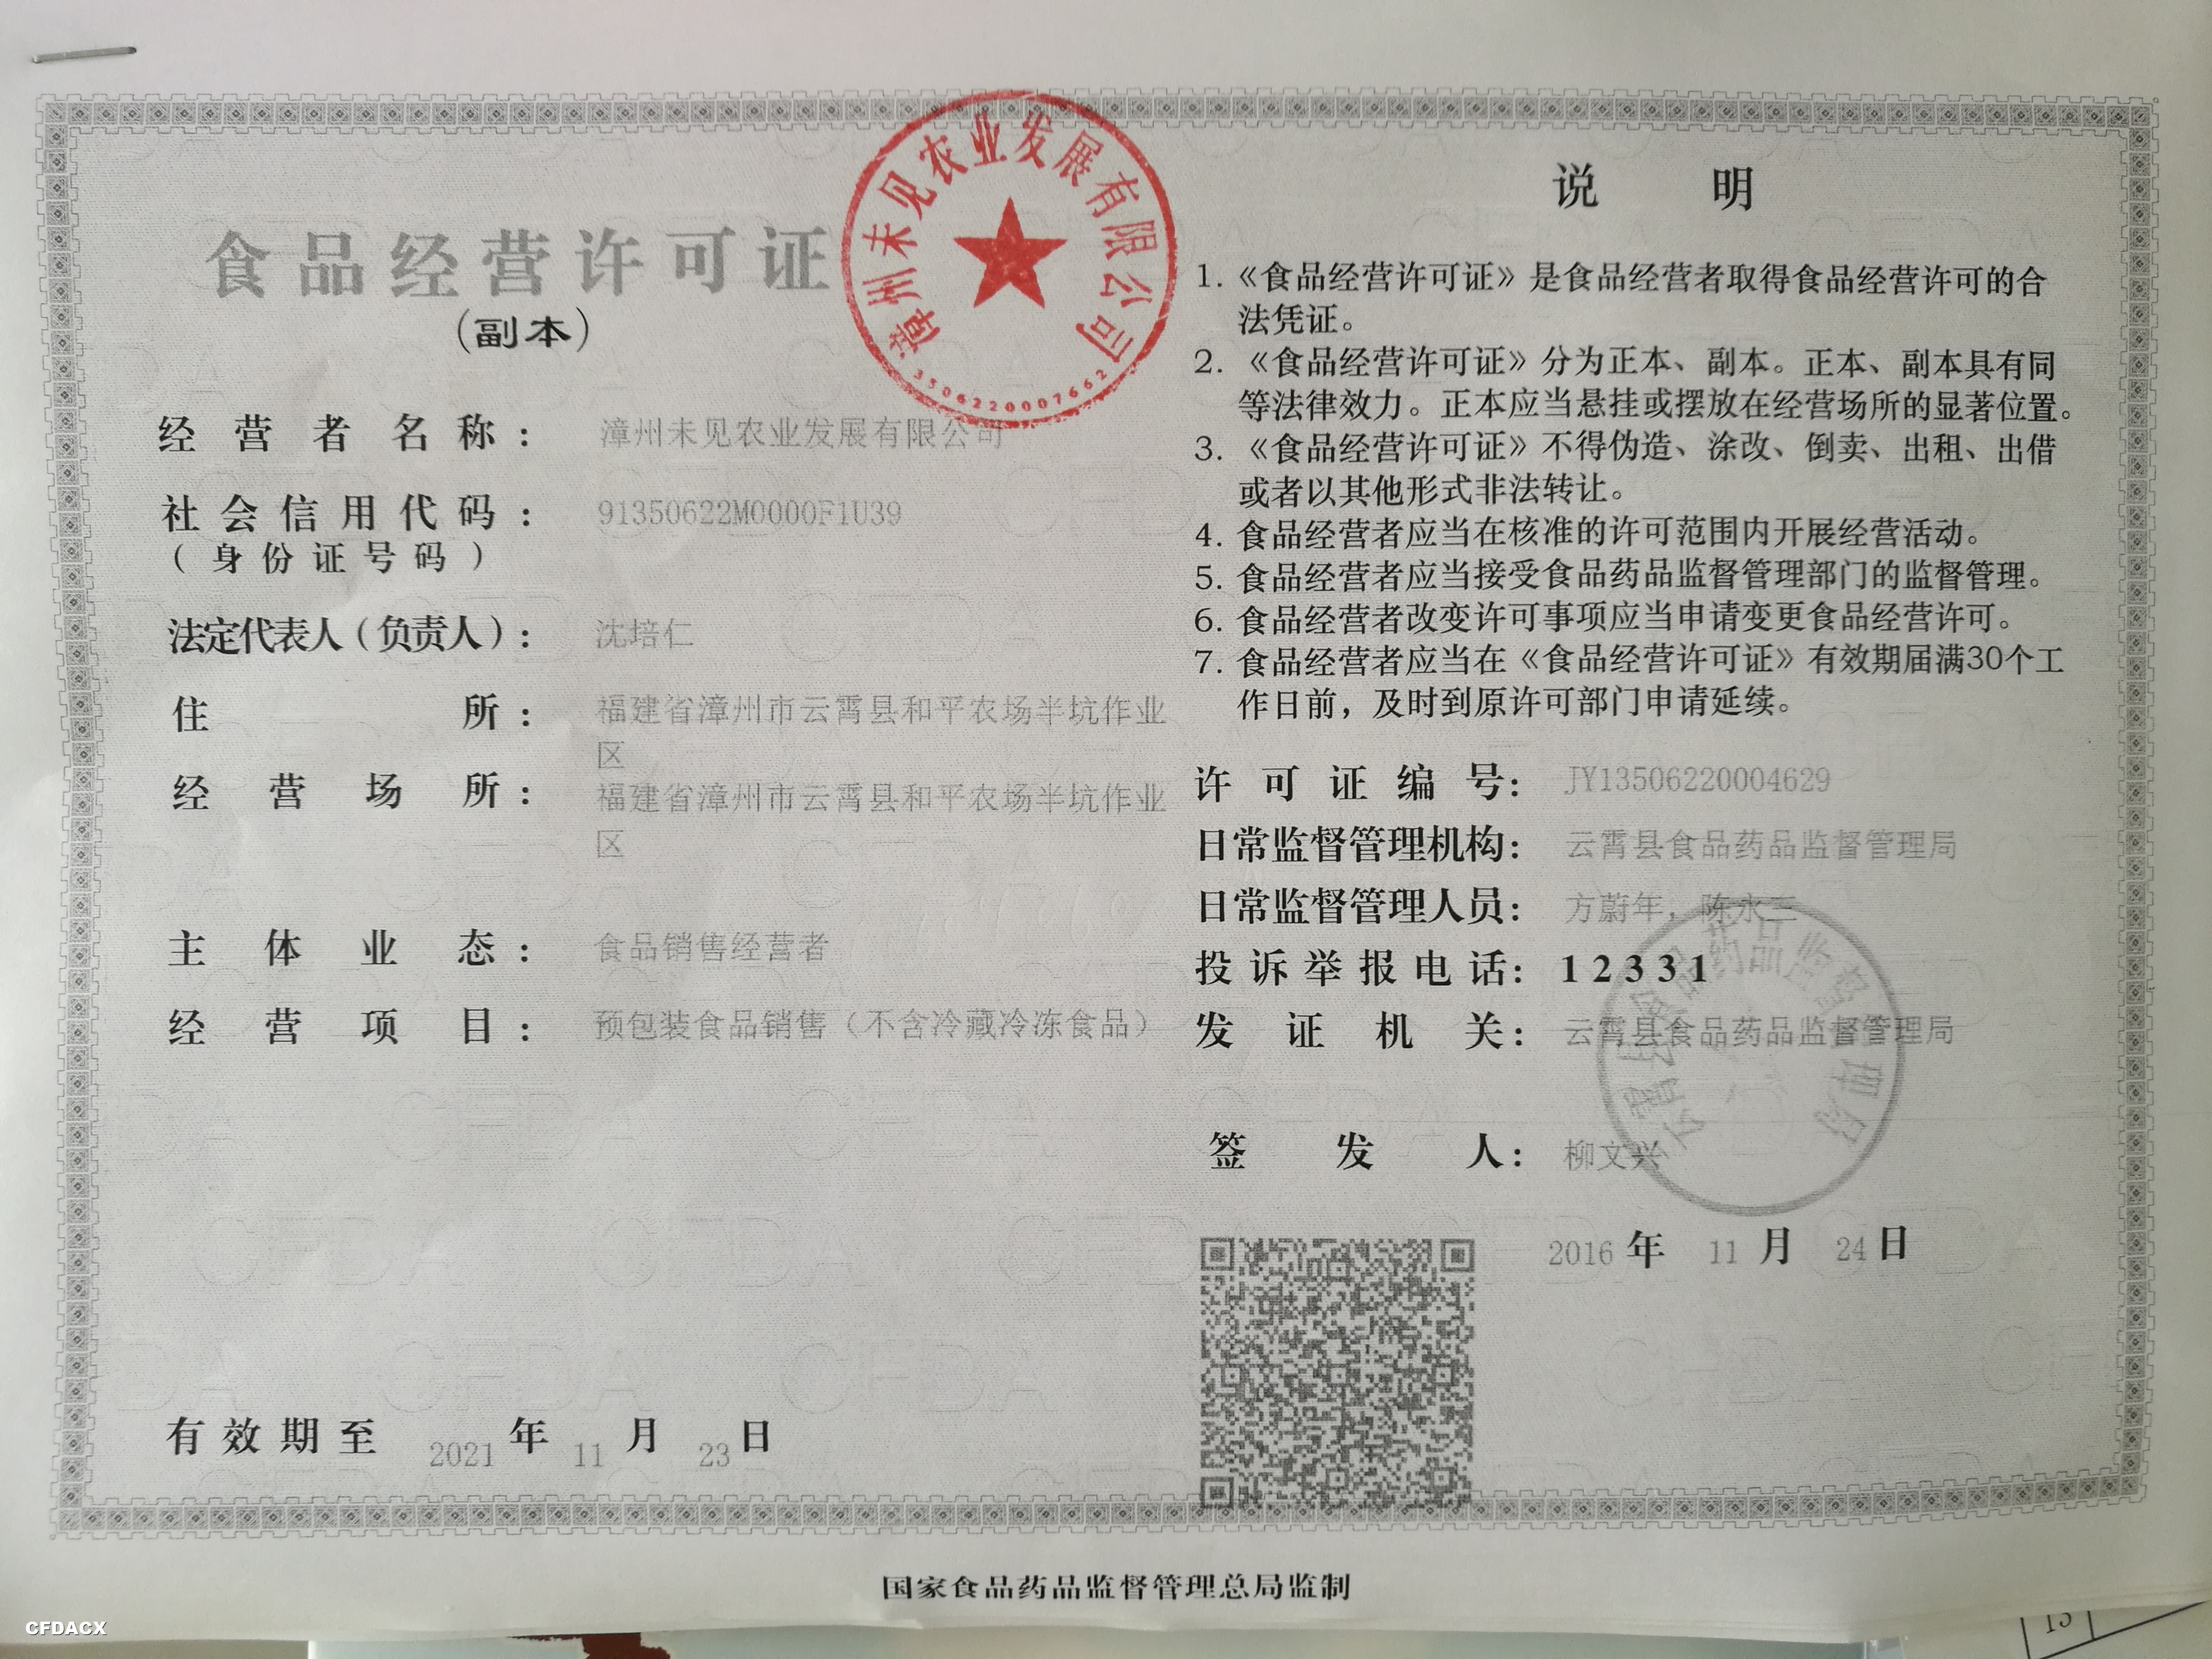 食品经营许可证
(副本)
漳州未见农业发展有限公司
3506220007662
经营者名称： 漳州未见农业发展有限公司
社会信用代码： 91350622M0000F1U39
(身份证号码)
法定代表人(负责人)： 沈培仁
住所： 福建省漳州市云霄县和平农场半坑作业
区
经营场所： 福建省漳州市云霄县和平农场半坑作业
区
主体业态： 食品销售经营者
经营项目： 预包装食品销售（不含冷藏冷冻食品）
有效期至 2021 年 11 月 23 日
说 明
1.《食品经营许可证》是食品经营者取得食品经营许可的合
法凭证。
2.《食品经营许可证》分为正本、副本。正本、副本具有同
等法律效力。正本应当悬挂或摆放在经营场所的显著位置。
3.《食品经营许可证》不得伪造、涂改、倒卖、出租、出借
或者以其他形式非法转让。
4.食品经营者应当在核准的许可范围内开展经营活动。
5.食品经营者应当接受食品药品监督管理部门的监督管理。
6.食品经营者改变许可事项应当申请变更食品经营许可。
7.食品经营者应当在《食品经营许可证》有效期届满30个工
作日前，及时到原许可部门申请延续。
许可证编号： JY13506220004629
日常监督管理机构： 云霄县食品药品监督管理局
日常监督管理人员： 方蔚年，陈永三
投诉举报电话： 12331
发证机关： 云霄县食品药品监督管理局
云霄县食品药品监督管理局
签发人： 柳文兴
2016 年 11 月 24 日
国家食品药品监督管理总局监制
CFDACX
13